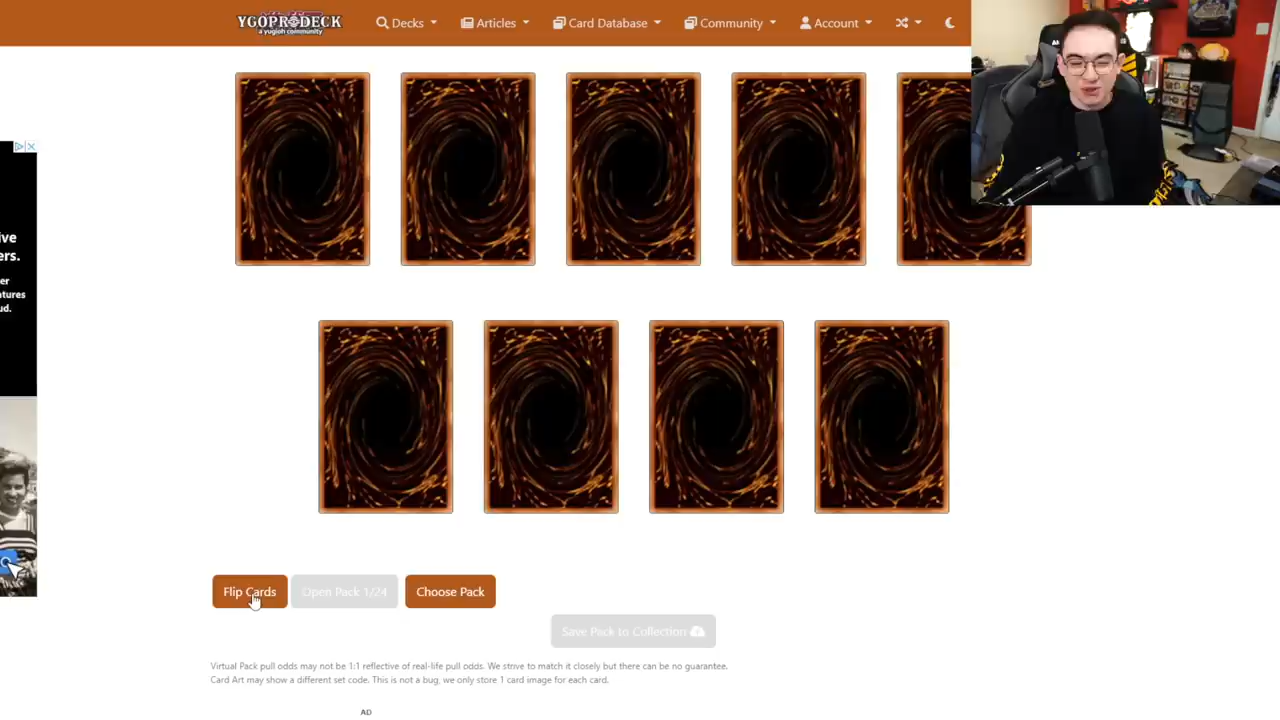 YGOPRODECK
a yugioh community
Decks
Articles
Card Database
Community
Account
ive
ers.
er
atures
ud.
Flip Cards
Open Pack 1/24
Choose Pack
Save Pack to Collection
Virtual Pack pull odds may not be 1:1 reflective of real-life pull odds. We strive to match it closely but there can be no guarantee.
Card Art may show a different set code. This is not a bug, we only store 1 card image for each card.
AD